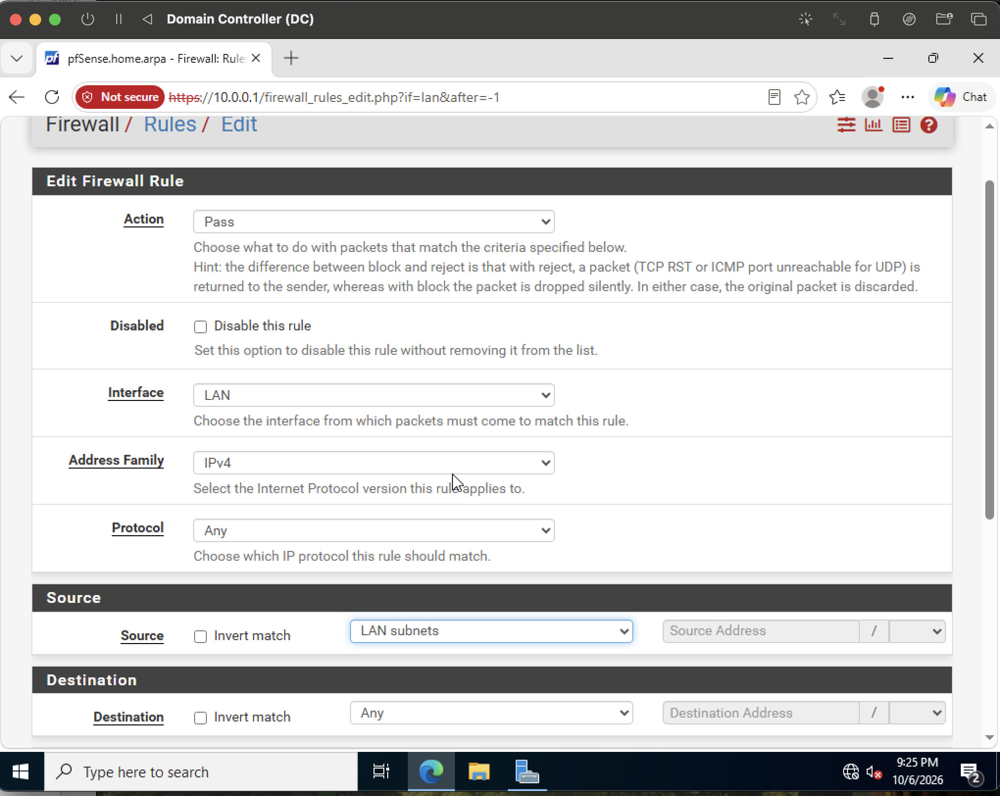 Domain Controller (DC)
pfSense.home.arpa - Firewall: Rule
Not secure https://10.0.0.1/firewall_rules_edit.php?if=lan&after=-1 Chat
Firewall / Rules / Edit
Edit Firewall Rule
Action Pass
Choose what to do with packets that match the criteria specified below.
Hint: the difference between block and reject is that with reject, a packet (TCP RST or ICMP port unreachable for UDP) is
returned to the sender, whereas with block the packet is dropped silently. In either case, the original packet is discarded.
Disabled Disable this rule
Set this option to disable this rule without removing it from the list.
Interface LAN
Choose the interface from which packets must come to match this rule.
Address Family IPv4
Select the Internet Protocol version this rule applies to.
Protocol Any
Choose which IP protocol this rule should match.
Source
Source Invert match LAN subnets Source Address /
Destination
Destination Invert match Any Destination Address /
Type here to search 9:25 PM
10/6/2026 2